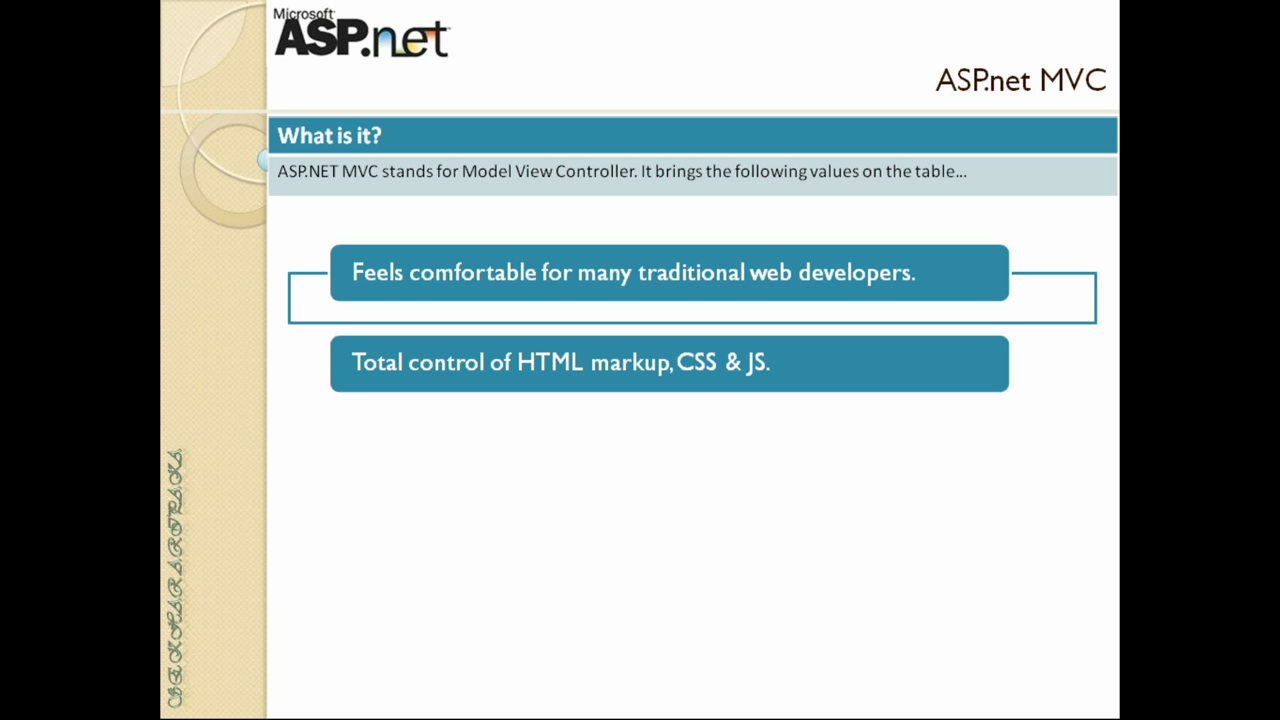 Microsoft
ASP.net
ASP.net MVC
What is it?
ASP.NET MVC stands for Model View Controller. It brings the following values on the table...
Feels comfortable for many traditional web developers.
Total control of HTML markup, CSS & JS.